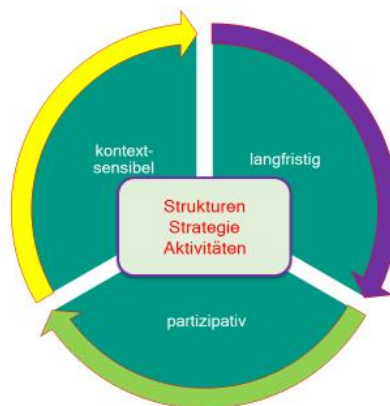 kontext-
sensibel
langfristig
Strukturen
Strategie
Aktivitäten
partizipativ